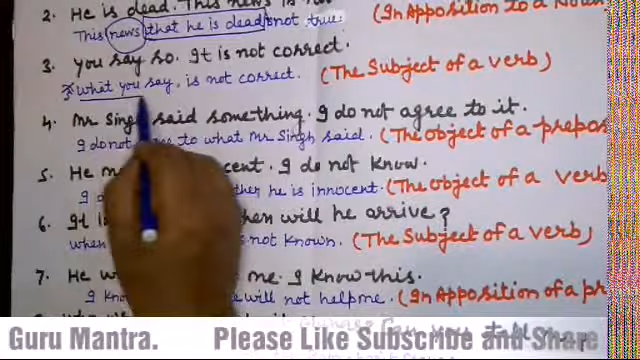 2. He is dead. This news is not
This news that he is dead is not true. (In Apposition to a Noun
3. You say so. It is not correct.
What you say, is not correct. (The Subject of a verb)
4. Mr Singh said something. I do not agree to it.
I do not to what Mr Singh said. (The object of a prepos
5. He cent. I do not know.
I he is innocent. (The object of a verb
6. It hen will he arrive?
when s not known. (The Subject of a verb)
7. He me. I know this.
I kno will not help me. (In Apposition of a pr
Guru Mantra. Please Like Subscribe and Share